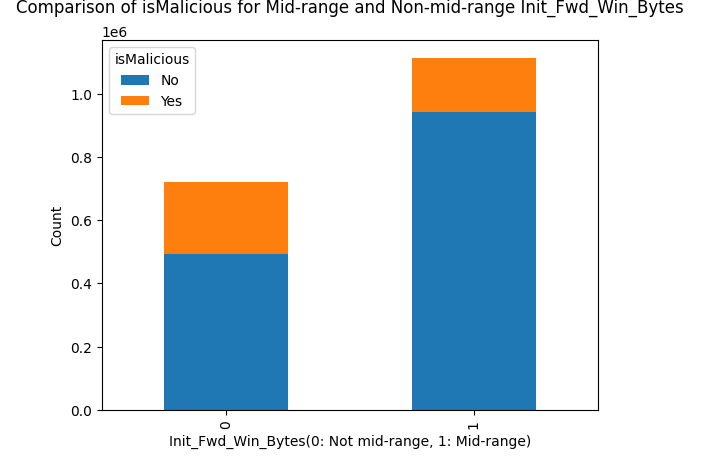 Comparison of isMalicious for Mid-range and Non-mid-range Init_Fwd_Win_Bytes
1e6
isMalicious
No
Yes
1.0
0.8
0.6
0.4
0.2
0.0
Count
0
1
Init_Fwd_Win_Bytes(0: Not mid-range, 1: Mid-range)